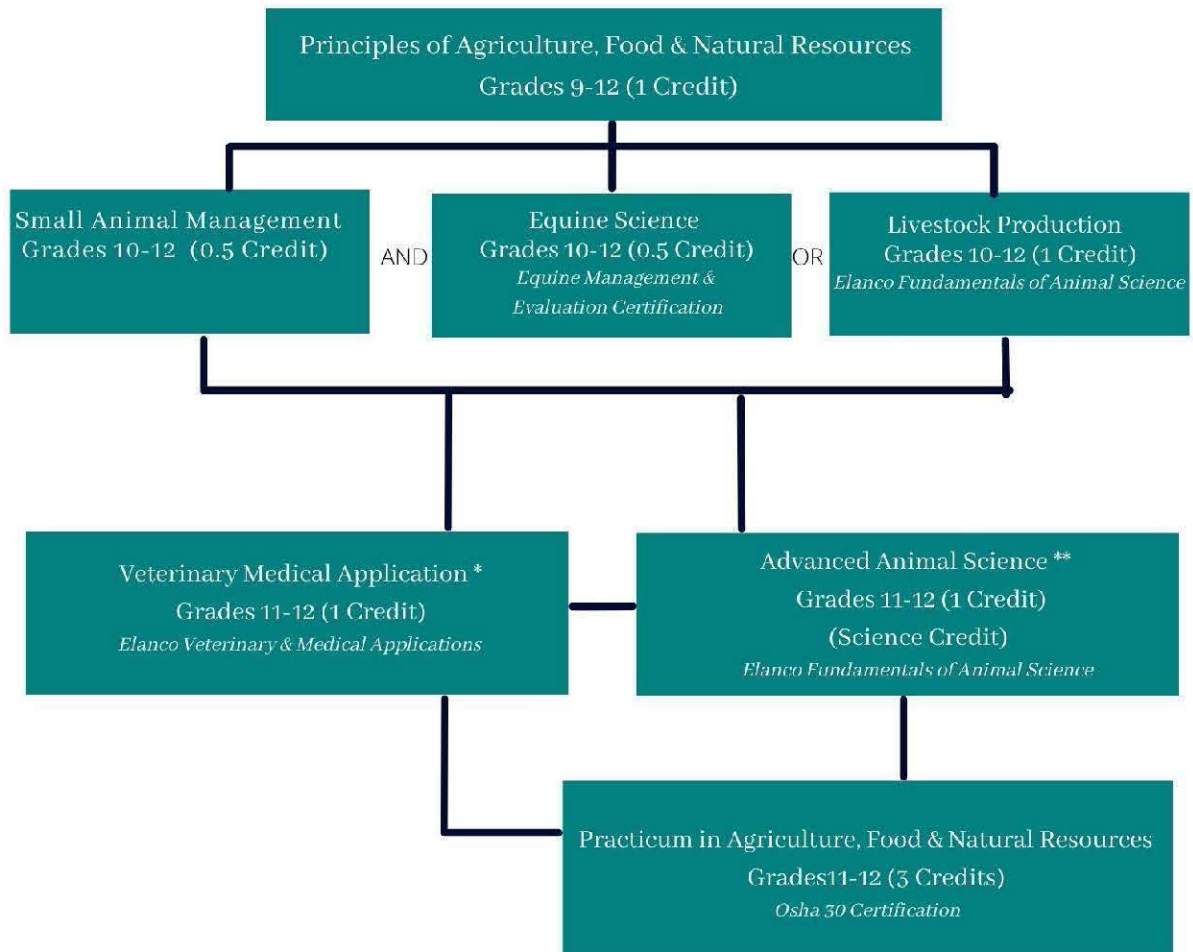 Principles of Agriculture, Food & Natural Resources
Grades 9-12 (1 Credit)
Small Animal Management
Grades 10-12 (0.5 Credit)
AND
Equine Science
Grades 10-12 (0.5 Credit)
Equine Management &
Evaluation Certification
OR
Livestock Production
Grades 10-12 (1 Credit)
Elanco Fundamentals of Animal Science
Veterinary Medical Application *
Grades 11-12 (1 Credit)
Elanco Veterinary & Medical Applications
Advanced Animal Science **
Grades 11-12 (1 Credit)
(Science Credit)
Elanco Fundamentals of Animal Science
Practicum in Agriculture, Food & Natural Resources
Grades11-12 (3 Credits)
Osha 30 Certification